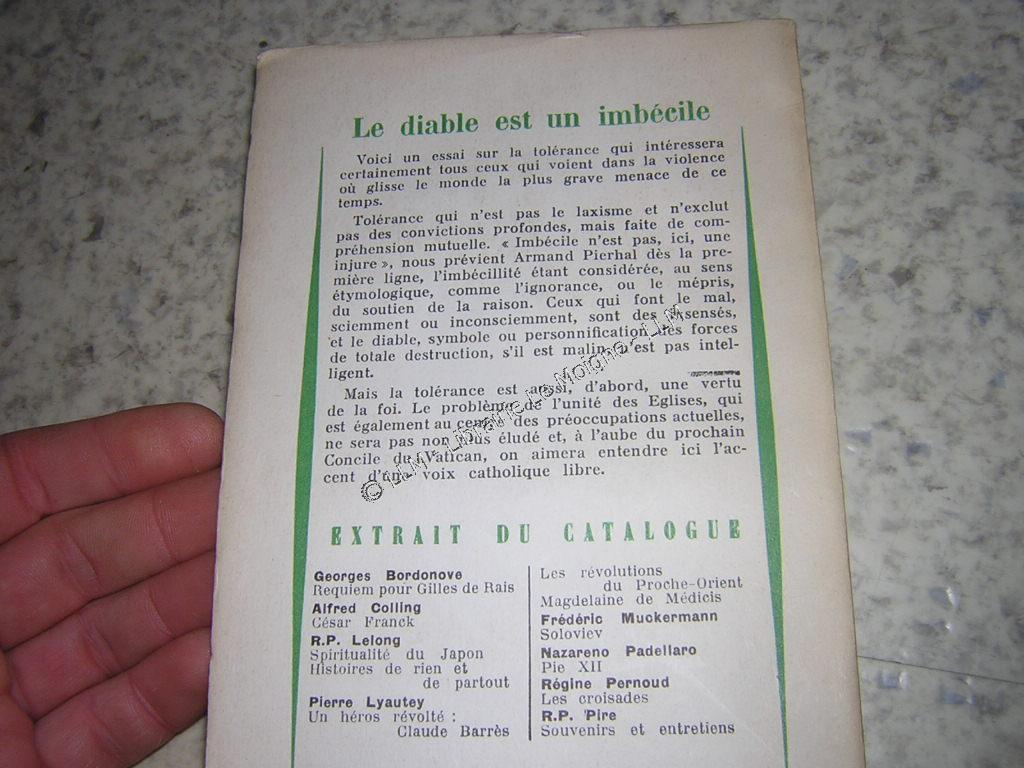 Le diable est un imbécile
Voici un essai sur la tolérance qui intéressera
certainement tous ceux qui voient dans la violence
où glisse le monde la plus grave menace de ce
temps.
Tolérance qui n'est pas le laxisme et n'exclut
pas des convictions profondes, mais faite de com-
préhension mutuelle. « Imbécile n'est pas, ici, une
injure », nous prévient Armand Pierhal dès la pre-
mière ligne, l'imbécillité étant considérée, au sens
étymologique, comme l'ignorance, ou le mépris,
du soutien de la raison. Ceux qui font le mal,
sciemment ou inconsciemment, sont des insensés,
et le diable, symbole ou personnification des forces
de totale destruction, s'il est malin, n'est pas intel-
ligent.
Mais la tolérance est aussi, d'abord, une vertu
de la foi. Le problème de l'unité des Eglises, qui
est également au centre des préoccupations actuelles,
ne sera pas non plus éludé et, à l'aube du prochain
Concile du Vatican, on aimera entendre ici l'ac-
cent d'une voix catholique libre.
© LLM - Librairie Le Moigne - LLM
EXTRAIT DU CATALOGUE
Georges Bordonove
Requiem pour Gilles de Rais
Alfred Colling
César Franck
R.P. Lelong
Spiritualité du Japon
Histoires de rien et
de partout
Pierre Lyautey
Un héros révolté :
Claude Barrès
Les révolutions
du Proche-Orient
Magdelaine de Médicis
Frédéric Muckermann
Soloviev
Nazareno Padellaro
Pie XII
Régine Pernoud
Les croisades
R.P. Pire
Souvenirs et entretiens